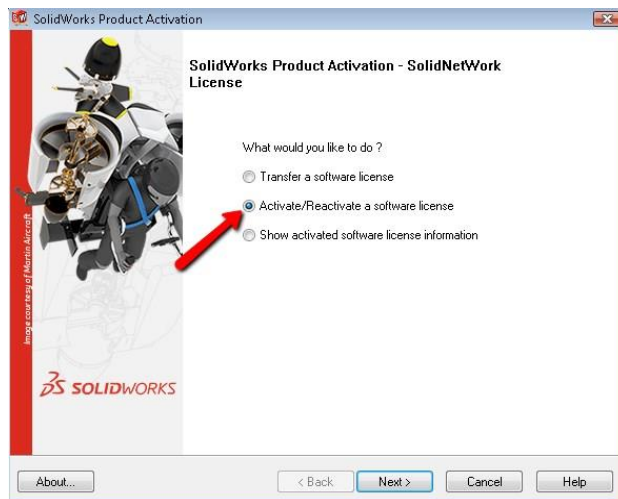 SolidWorks Product Activation
SolidWorks Product Activation - SolidNetWork
License
What would you like to do ?
Transfer a software license
Activate/Reactivate a software license
Show activated software license information
Image courtesy of Martin Aircraft
SOLIDWORKS
About...
< Back
Next >
Cancel
Help